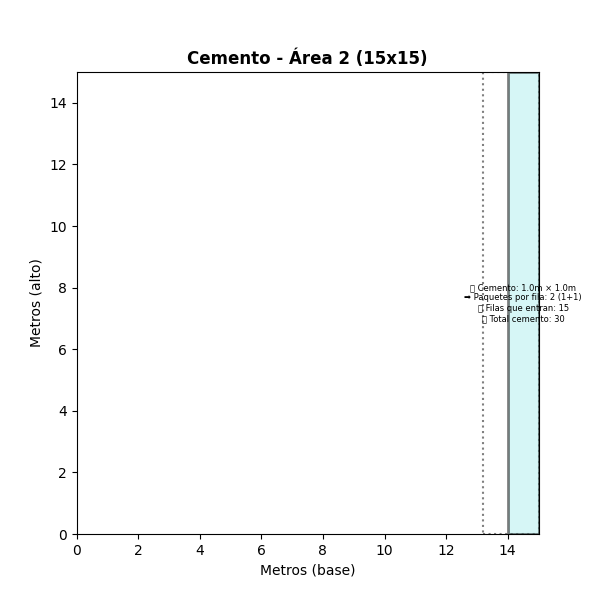 Cemento - Área 2 (15x15)
14
12
10
8
6
4
2
0
Metros (alto)
Cemento: 1.0m × 1.0m
➡ Paquetes por fila: 2 (1+1)
Filas que entran: 15
Total cemento: 30
0 2 4 6 8 10 12 14
Metros (base)